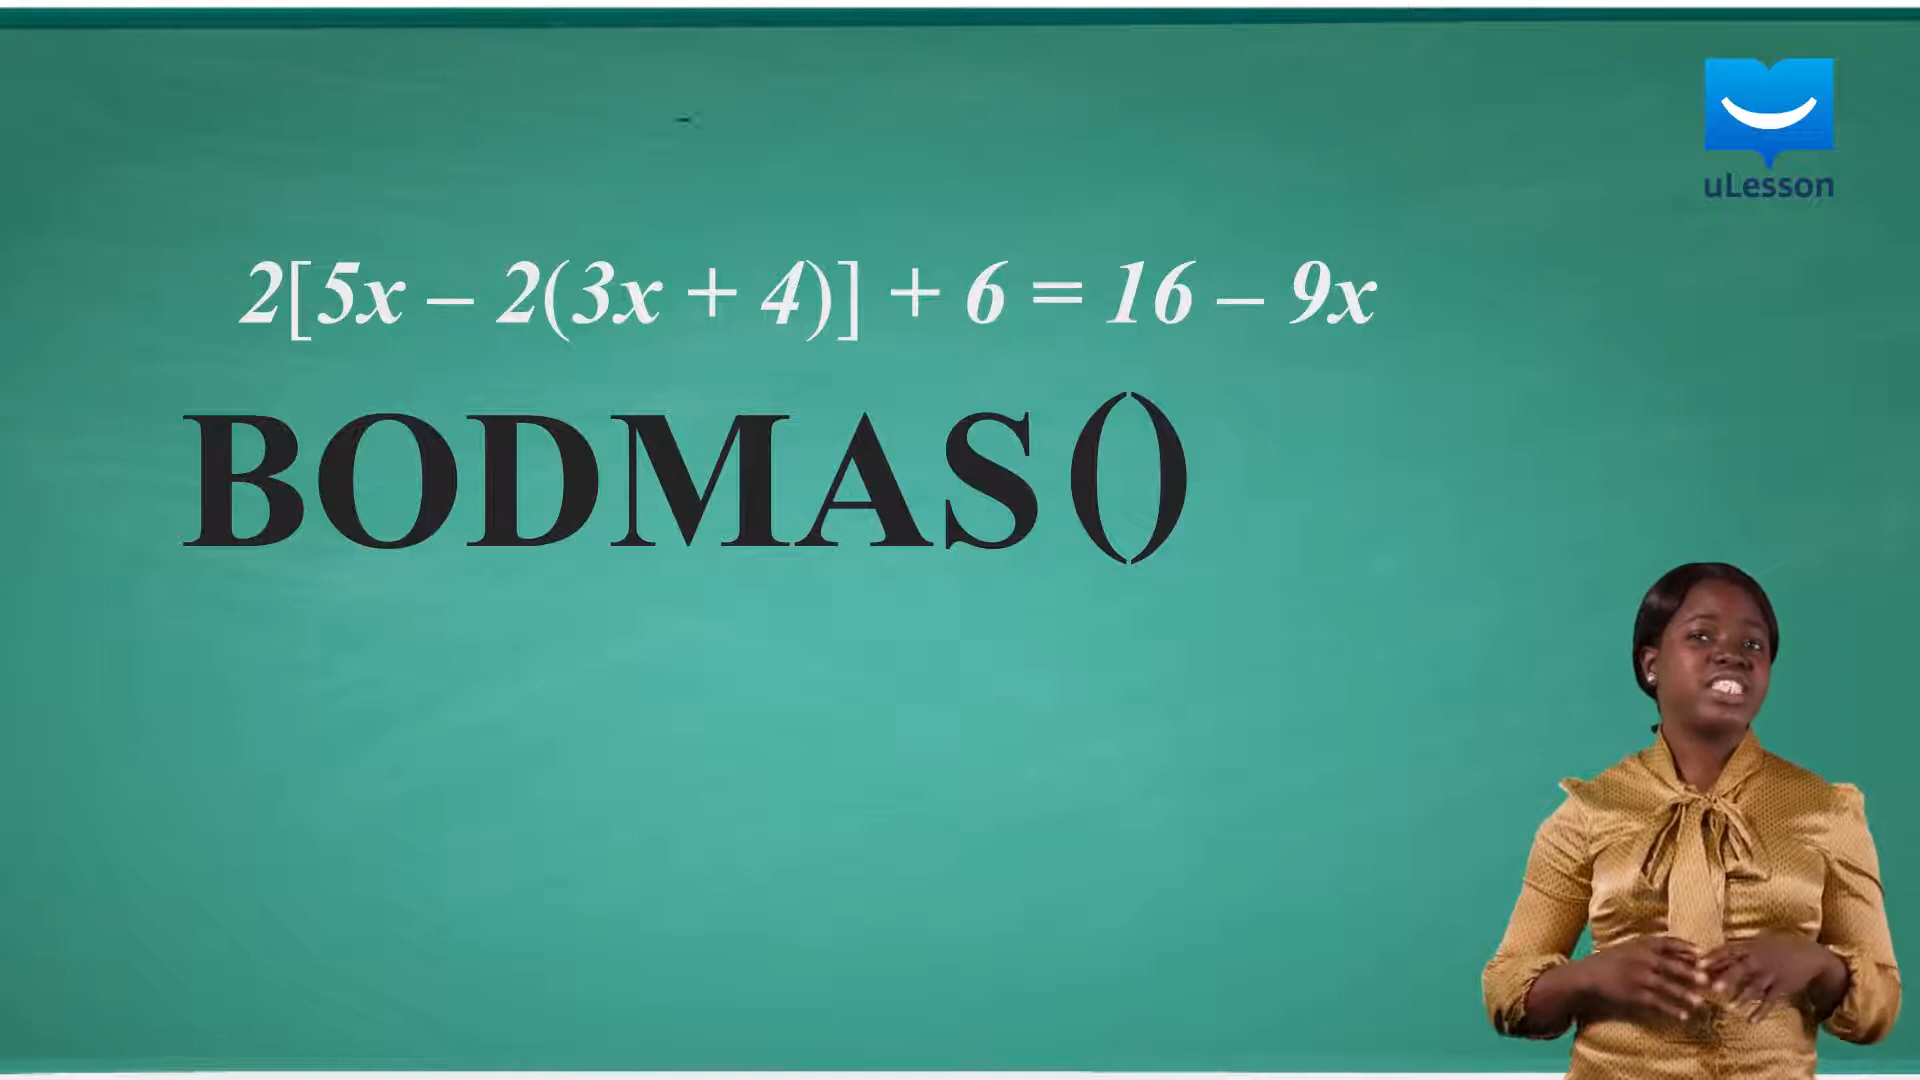 uLesson
2[5x – 2(3x + 4)] + 6 = 16 – 9x
BODMAS ()